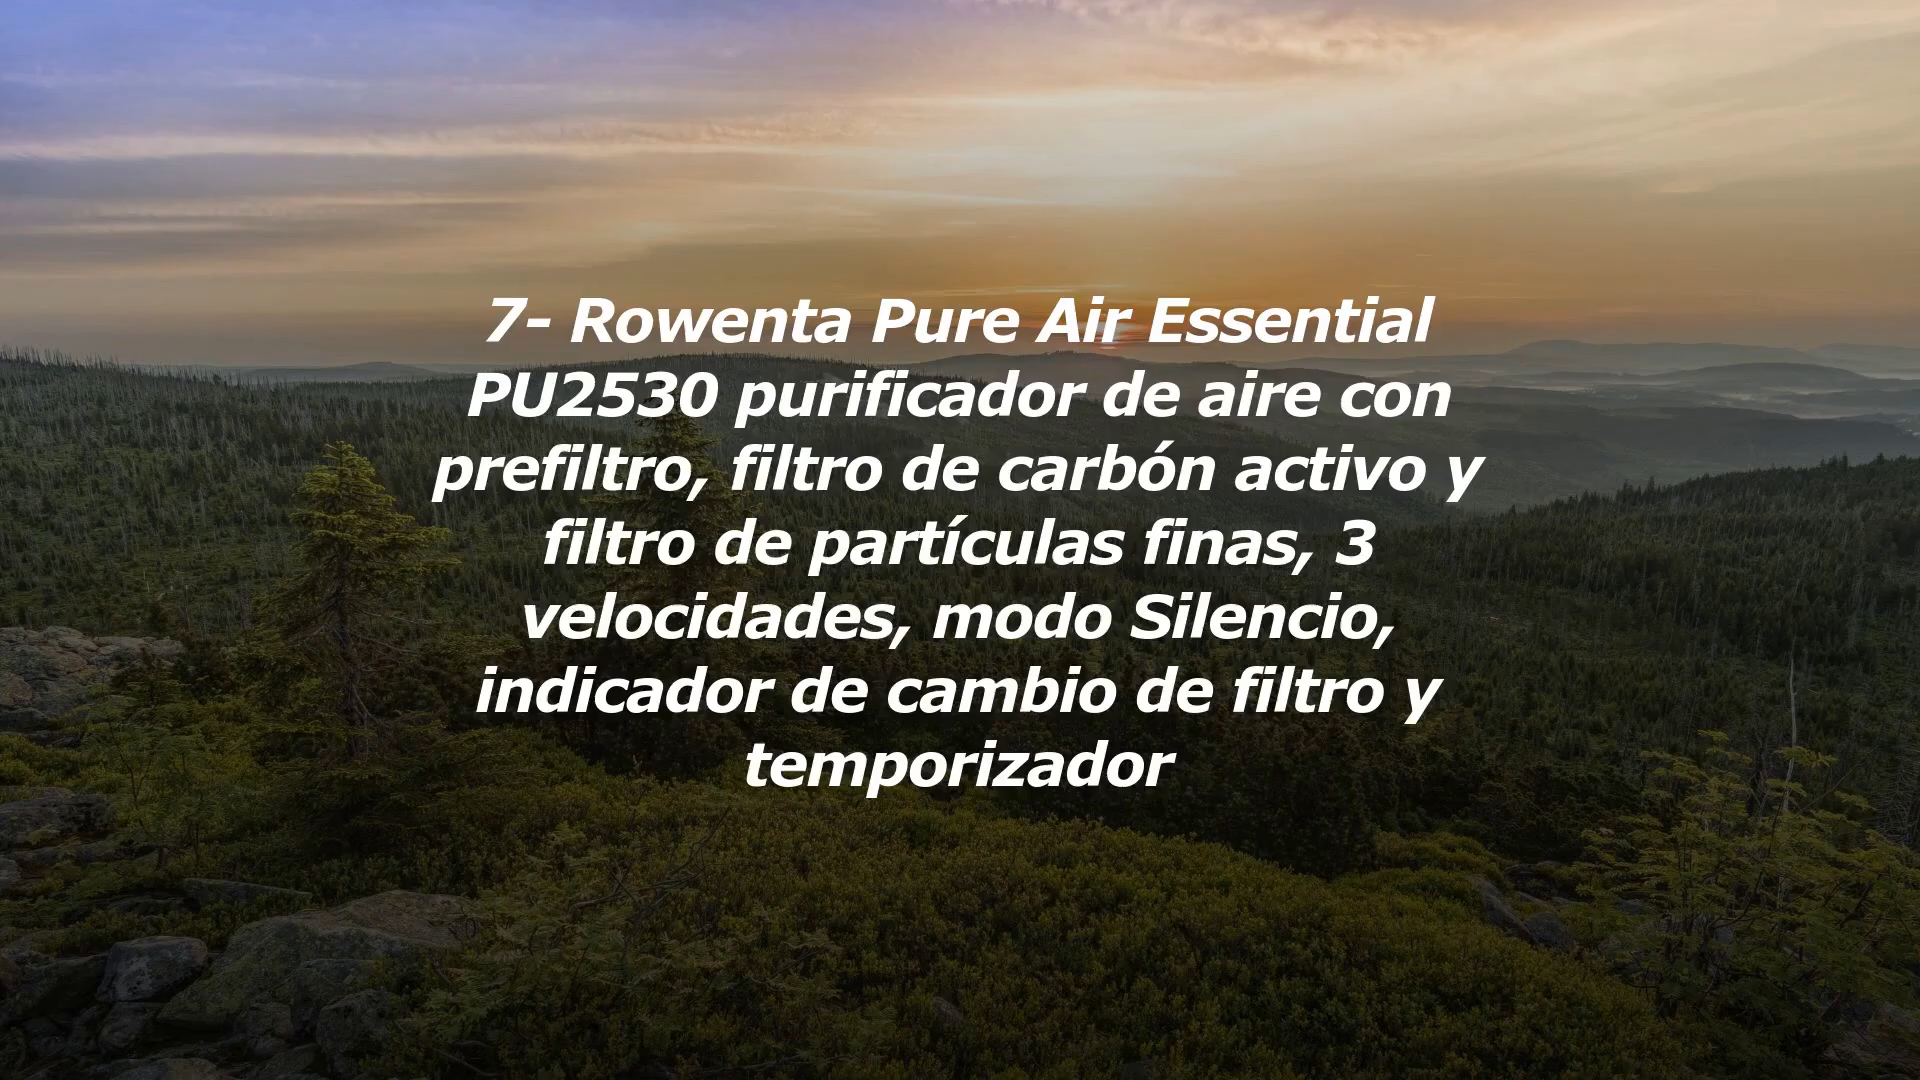 7- Rowenta Pure Air Essential
PU2530 purificador de aire con
prefiltro, filtro de carbón activo y
filtro de partículas finas, 3
velocidades, modo Silencio,
indicador de cambio de filtro y
temporizador